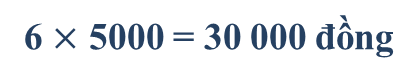 6 × 5000 = 30 000 đồng